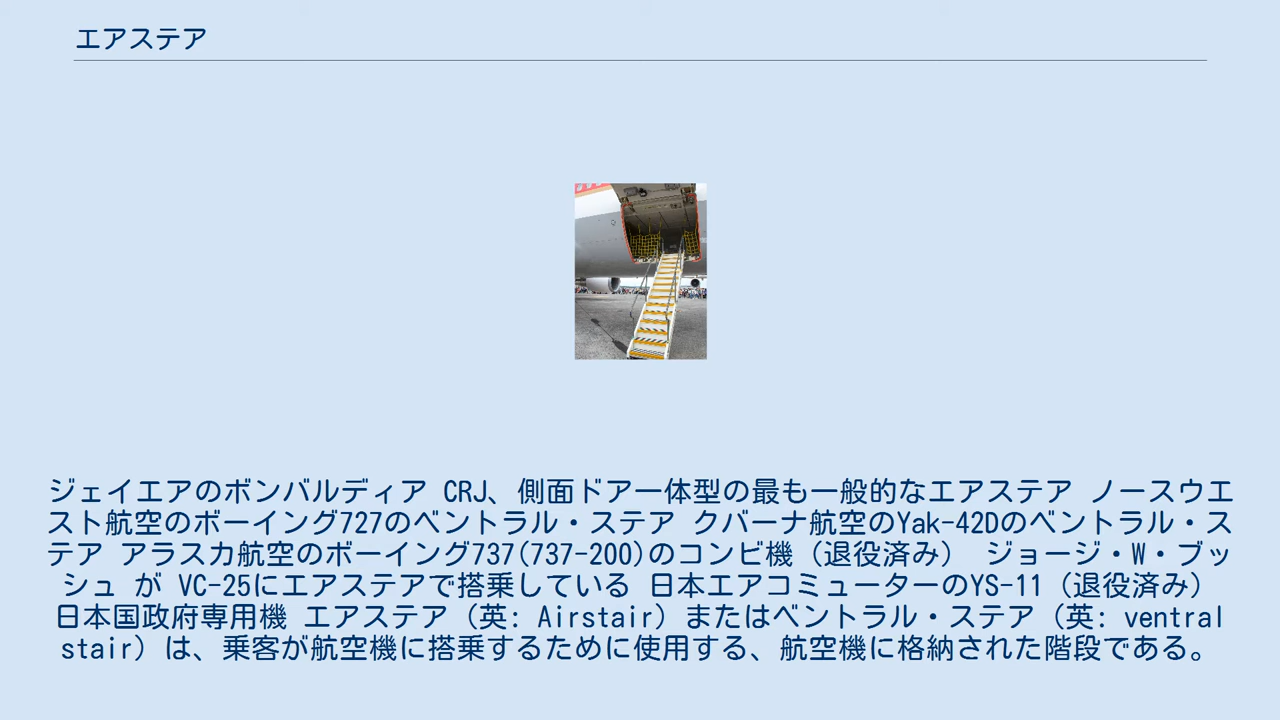 エアステア
ジェイエアのボンバルディア CRJ、側面ドア一体型の最も一般的なエアステア ノースウエ
スト航空のボーイング727のベントラル・ステア クバーナ航空のYak-42Dのベントラル・ス
テア アラスカ航空のボーイング737(737-200)のコンビ機（退役済み） ジョージ・W・ブッ
シュ が VC-25にエアステアで搭乗している 日本エアコミューターのYS-11（退役済み）
日本国政府専用機 エアステア（英: Airstair）またはベントラル・ステア（英: ventral
stair）は、乗客が航空機に搭乗するために使用する、航空機に格納された階段である。